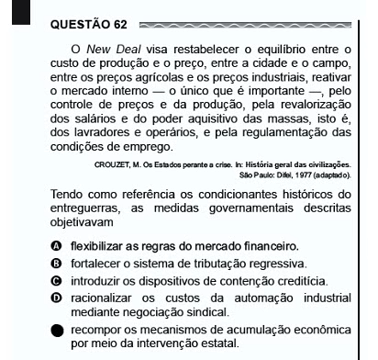 QUESTÃO 62
O New Deal visa restabelecer o equilíbrio entre o
custo de produção e o preço, entre a cidade e o campo,
entre os preços agrícolas e os preços industriais, reativar
o mercado interno — o único que é importante —, pelo
controle de preços e da produção, pela revalorização
dos salários e do poder aquisitivo das massas, isto é,
dos lavradores e operários, e pela regulamentação das
condições de emprego.
CROUZET, M. Os Estados perante a crise. In: História geral das civilizações.
São Paulo: Difel, 1977 (adaptado).
Tendo como referência os condicionantes históricos do
entreguerras, as medidas governamentais descritas
objetivavam
A flexibilizar as regras do mercado financeiro.
B fortalecer o sistema de tributação regressiva.
C introduzir os dispositivos de contenção creditícia.
D racionalizar os custos da automação industrial
mediante negociação sindical.
recompor os mecanismos de acumulação econômica
por meio da intervenção estatal.